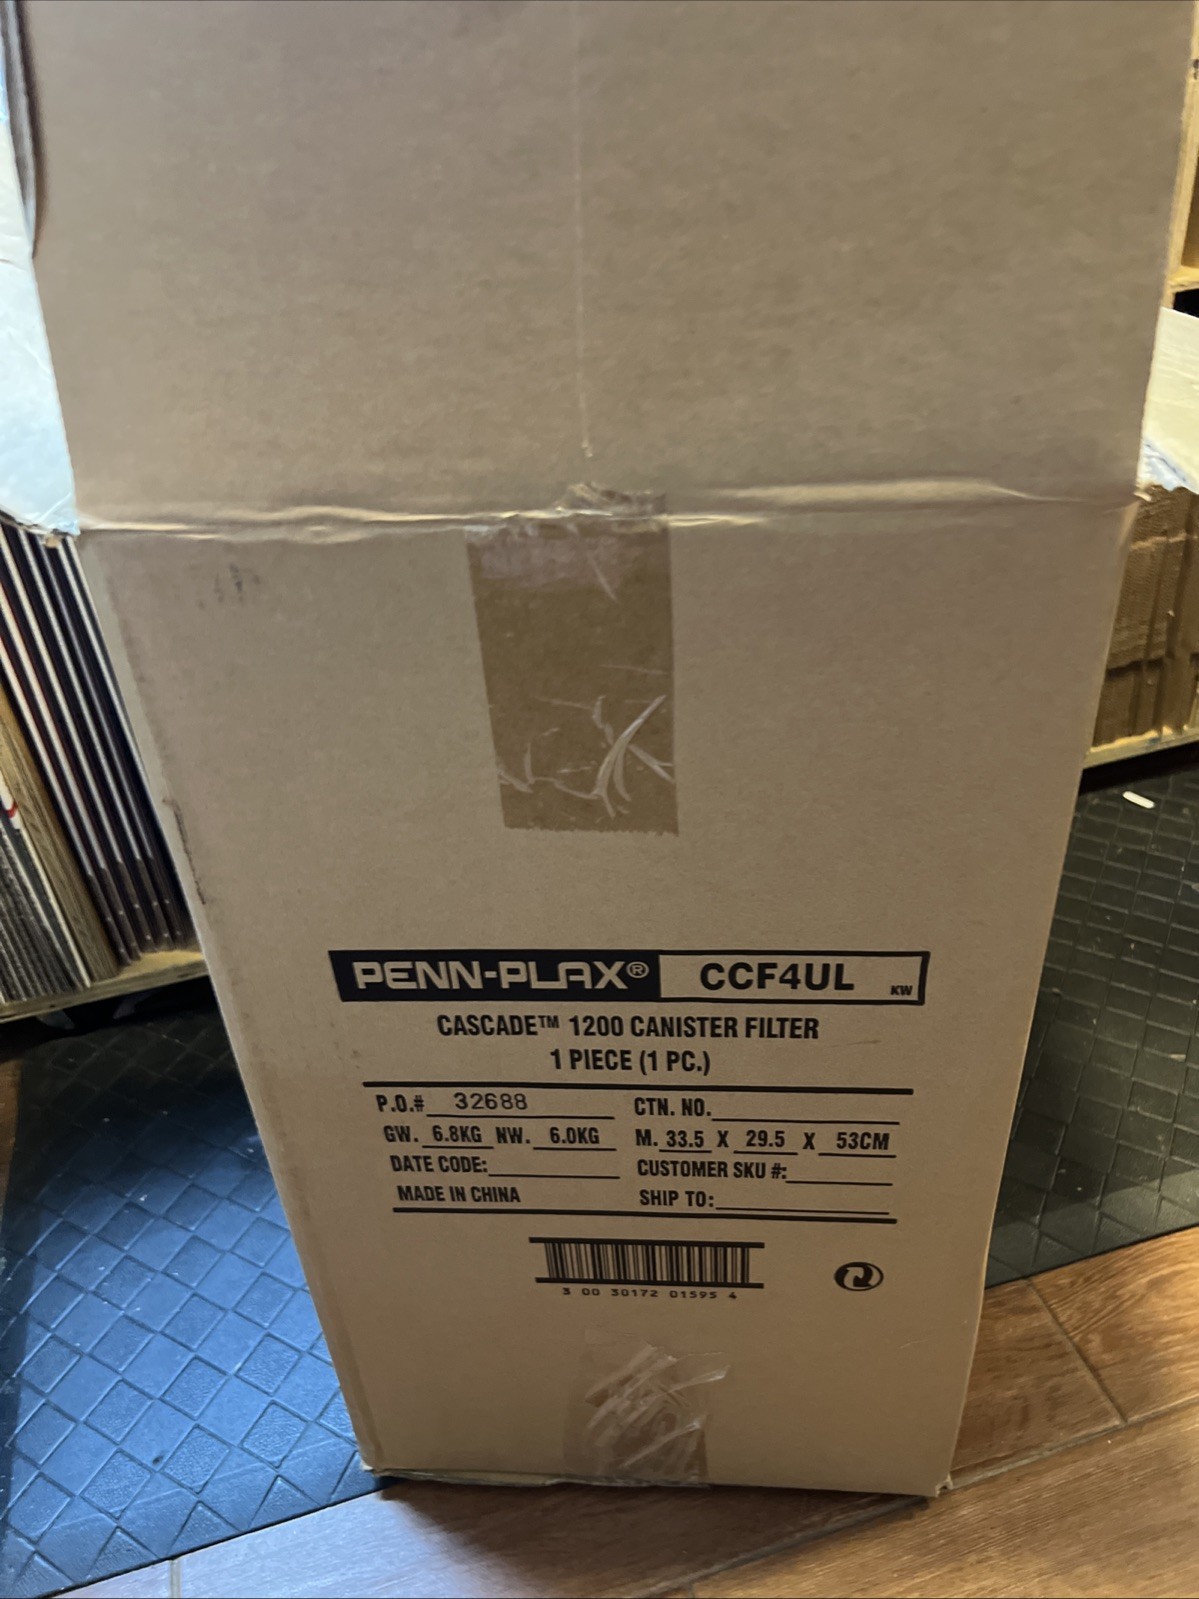 PENN-PLAX® CCF4UL KW
CASCADE™ 1200 CANISTER FILTER
1 PIECE (1 PC.)
P.O.# 32688 CTN. NO.
GW. 6.8KG NW. 6.0KG M. 33.5 X 29.5 X 53CM
DATE CODE: CUSTOMER SKU #:
MADE IN CHINA SHIP TO:
3 00 30172 01595 4